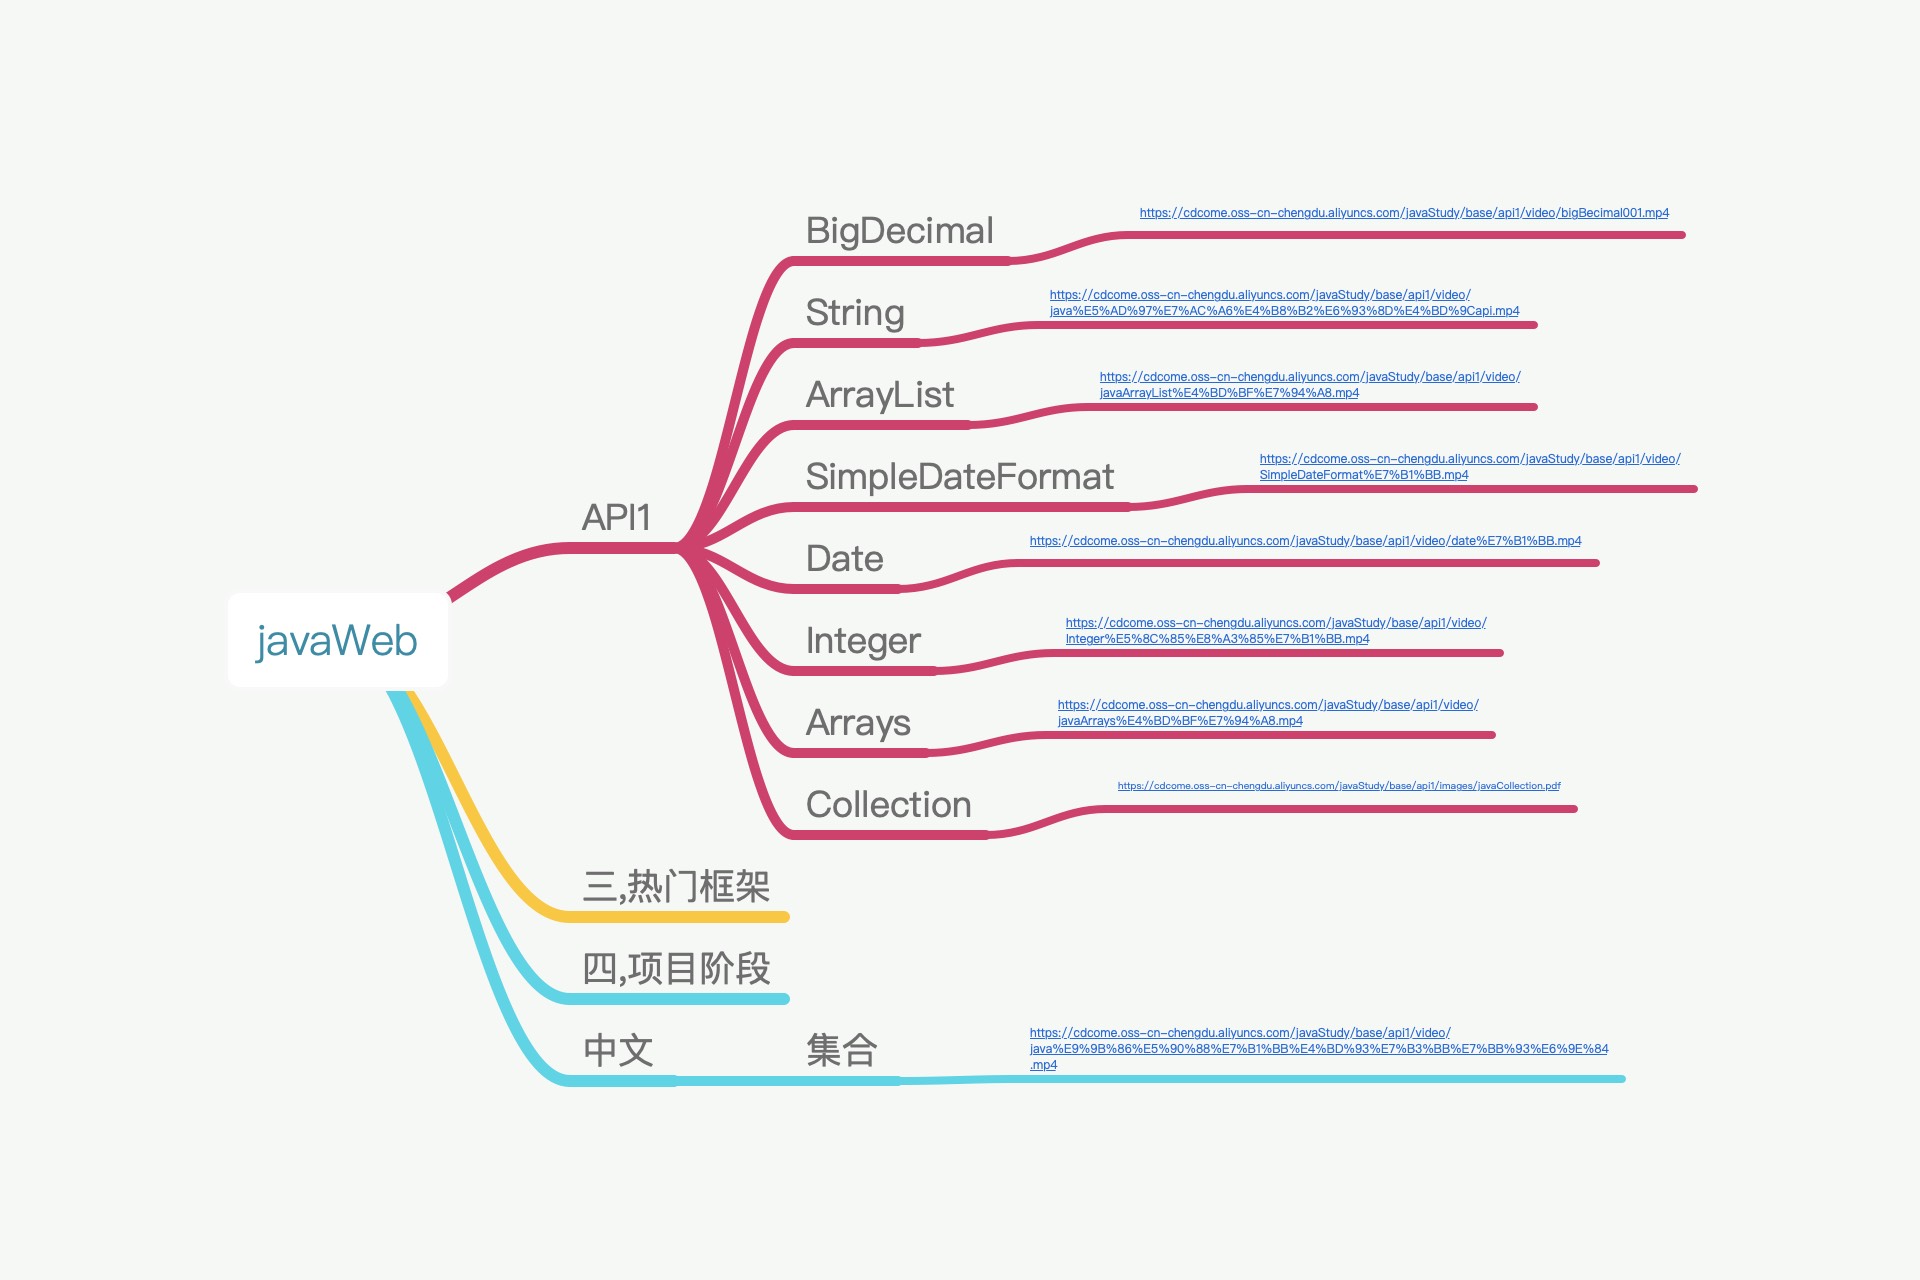 BigDecimal
https://cdcome.oss-cn-chengdu.aliyuncs.com/javaStudy/base/api1/video/bigBecimal001.mp4
String
https://cdcome.oss-cn-chengdu.aliyuncs.com/javaStudy/base/api1/video/
java%E5%AD%97%E7%AC%A6%E4%B8%B2%E6%93%8D%E4%BD%9Capi.mp4
ArrayList
https://cdcome.oss-cn-chengdu.aliyuncs.com/javaStudy/base/api1/video/
javaArrayList%E4%BD%BF%E7%94%A8.mp4
SimpleDateFormat
https://cdcome.oss-cn-chengdu.aliyuncs.com/javaStudy/base/api1/video/
SimpleDateFormat%E7%B1%BB.mp4
API1
Date
https://cdcome.oss-cn-chengdu.aliyuncs.com/javaStudy/base/api1/video/date%E7%B1%BB.mp4
javaWeb
Integer
https://cdcome.oss-cn-chengdu.aliyuncs.com/javaStudy/base/api1/video/
Integer%E5%8C%85%E8%A3%85%E7%B1%BB.mp4
Arrays
https://cdcome.oss-cn-chengdu.aliyuncs.com/javaStudy/base/api1/video/
javaArrays%E4%BD%BF%E7%94%A8.mp4
Collection
https://cdcome.oss-cn-chengdu.aliyuncs.com/javaStudy/base/api1/images/javaCollection.pdf
三,热门框架
四,项目阶段
中文
集合
https://cdcome.oss-cn-chengdu.aliyuncs.com/javaStudy/base/api1/video/
java%E9%9B%86%E5%90%88%E7%B1%BB%E4%BD%93%E7%B3%BB%E7%BB%93%E6%9E%84
.mp4